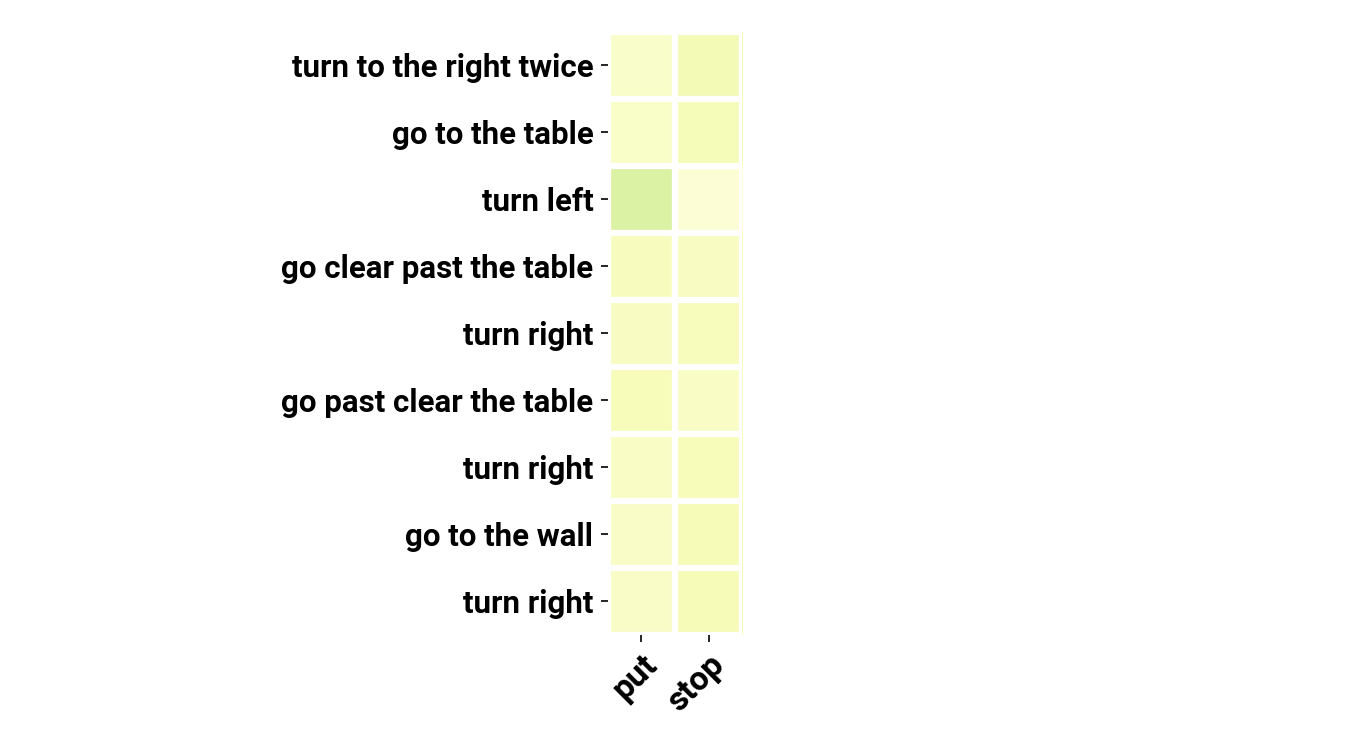 turn to the right twice
go to the table
turn left
go clear past the table
turn right
go past clear the table
turn right
go to the wall
turn right
put
stop